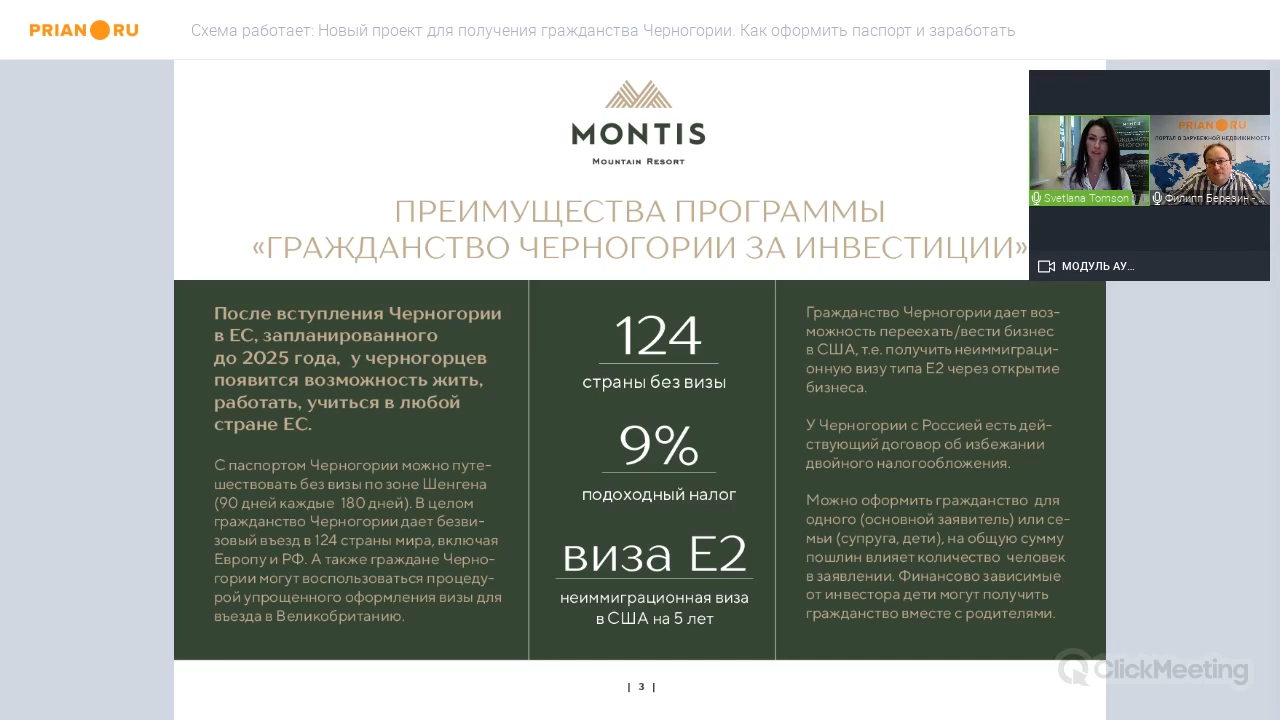 PRIAN RU
Схема работает: Новый проект для получения гражданства Черногории. Как оформить паспорт и заработать
MONTIS
MOUNTAIN RESORT
ПРЕИМУЩЕСТВА ПРОГРАММЫ
«ГРАЖДАНСТВО ЧЕРНОГОРИИ ЗА ИНВЕСТИЦИИ»
PRIAN RU
Svetlana Tomson
Филипп Березин - ...
МОДУЛЬ АУ...
После вступления Черногории
в ЕС, запланированного
до 2025 года, у черногорцев
появится возможность жить,
работать, учиться в любой
стране ЕС.
С паспортом Черногории можно путе-
шествовать без визы по зоне Шенгена
(90 дней каждые 180 дней). В целом
гражданство Черногории дает безви-
зовый въезд в 124 страны мира, включая
Европу и РФ. А также граждане Черно-
гории могут воспользоваться процеду-
рой упрощенного оформления визы для
въезда в Великобританию.
124
страны без визы
9%
подоходный налог
виза E2
неиммиграционная виза
в США на 5 лет
Гражданство Черногории дает воз-
можность переехать/вести бизнес
в США, т.е. получить неиммиграци-
онную визу типа Е2 через открытие
бизнеса.
У Черногории с Россией есть дей-
ствующий договор об избежании
двойного налогообложения.
Можно оформить гражданство для
одного (основной заявитель) или се-
мьи (супруга, дети), на общую сумму
пошлин влияет количество человек
в заявлении. Финансово зависимые
от инвестора дети могут получить
гражданство вместе с родителями.
| 3 |
ClickMeeting